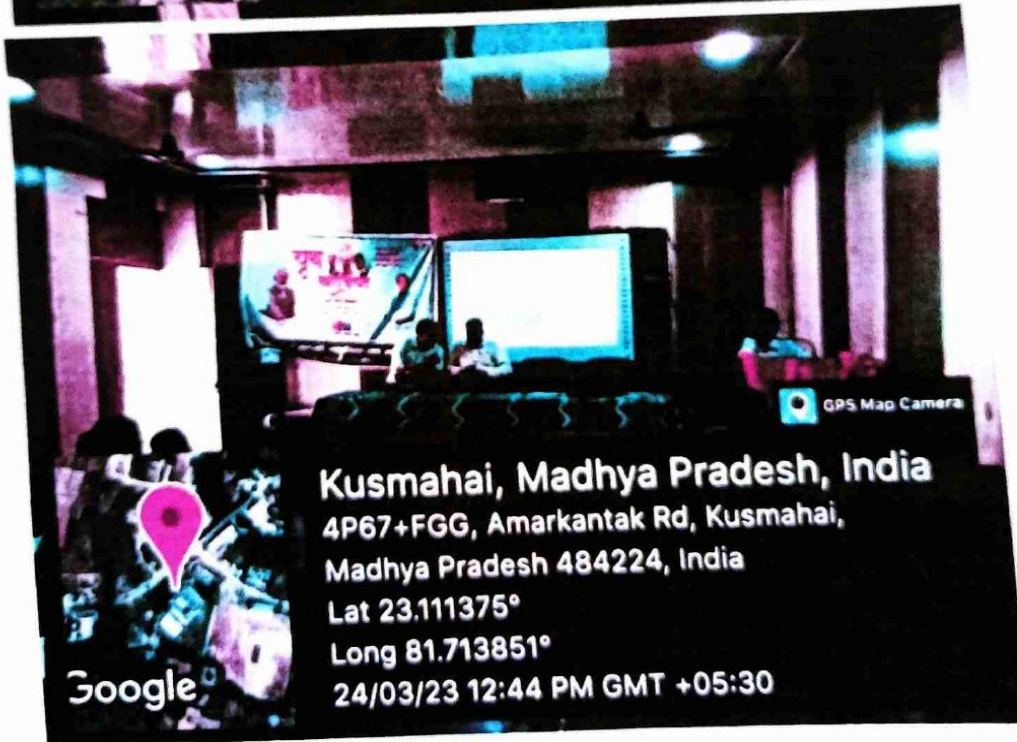 GPS Map Camera
Kusmahai, Madhya Pradesh, India
4P67+FGG, Amarkantak Rd, Kusmahai,
Madhya Pradesh 484224, India
Lat 23.111375°
Long 81.713851°
24/03/23 12:44 PM GMT +05:30
Google